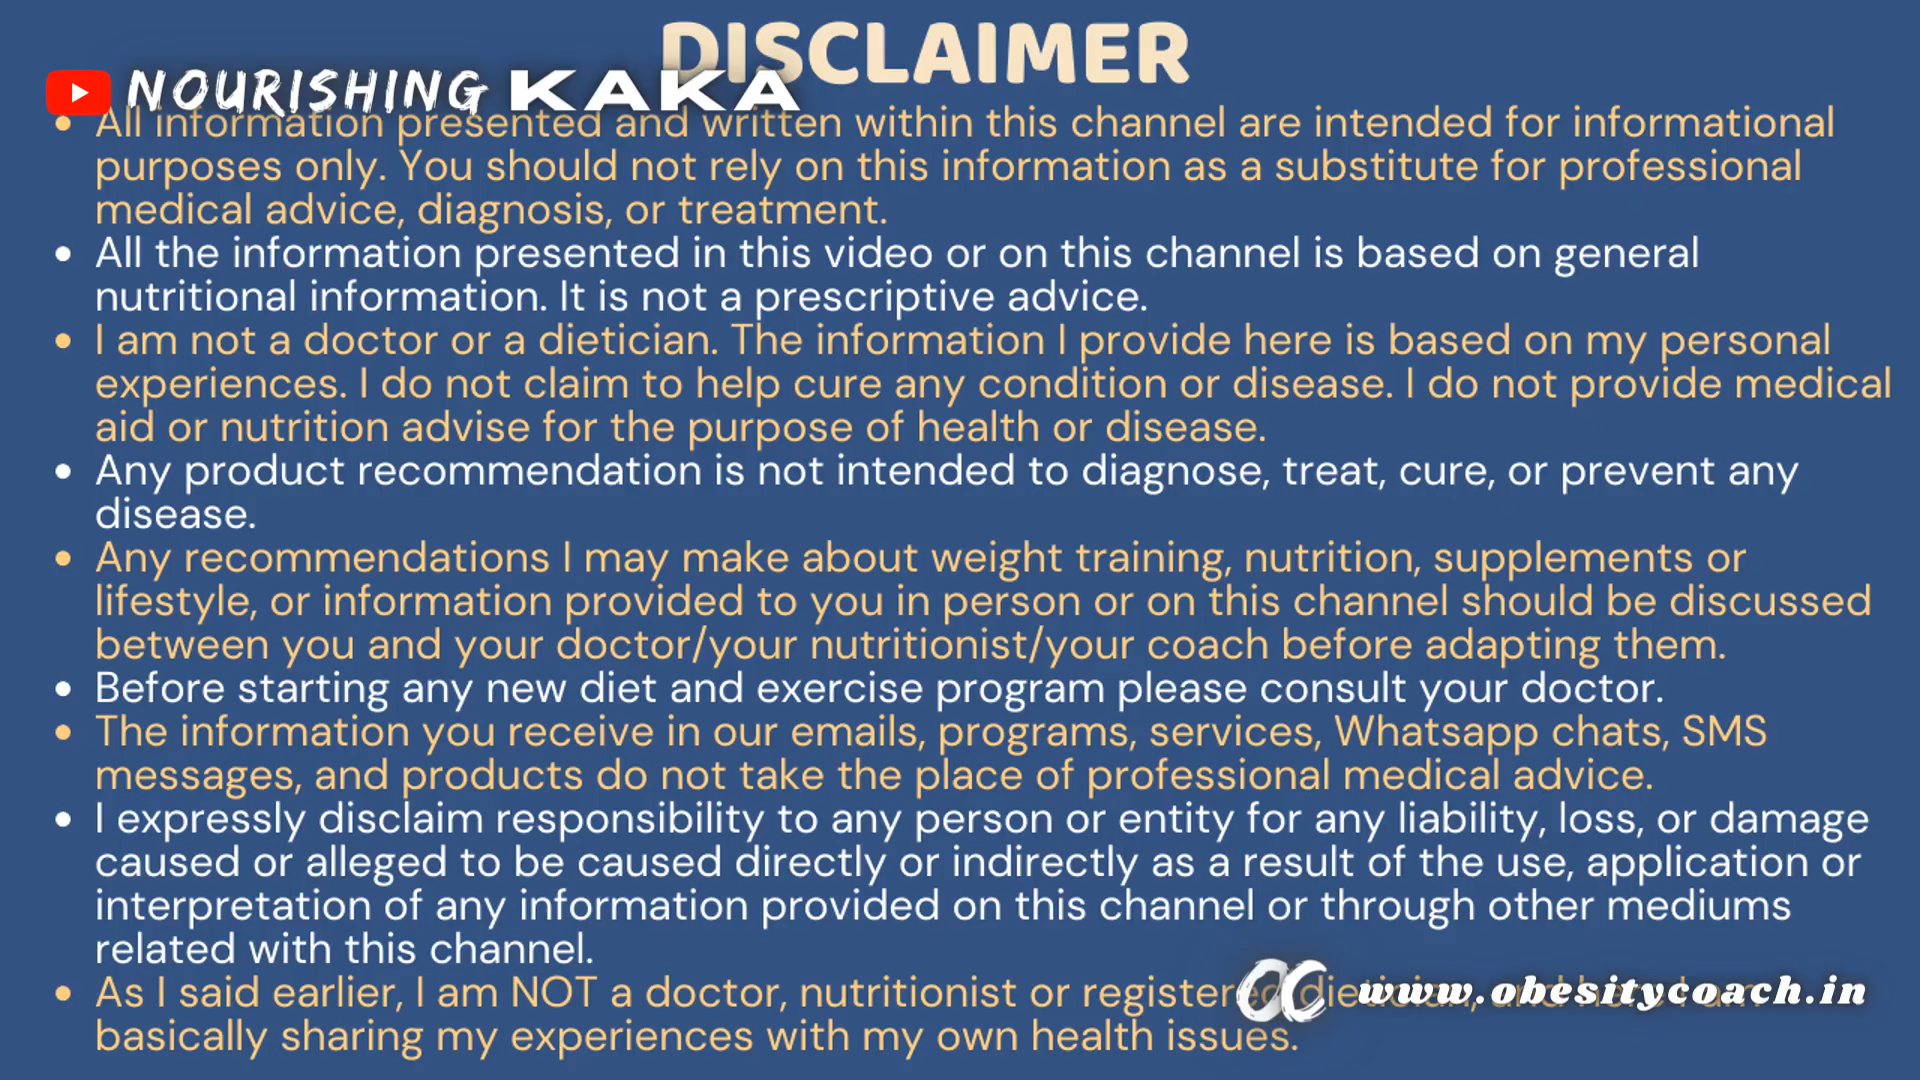 DISCLAIMER
NOURISHING KAKA
• All information presented and written within this channel are intended for informational
purposes only. You should not rely on this information as a substitute for professional
medical advice, diagnosis, or treatment.
• All the information presented in this video or on this channel is based on general
nutritional information. It is not a prescriptive advice.
• I am not a doctor or a dietician. The information I provide here is based on my personal
experiences. I do not claim to help cure any condition or disease. I do not provide medical
aid or nutrition advise for the purpose of health or disease.
• Any product recommendation is not intended to diagnose, treat, cure, or prevent any
disease.
• Any recommendations I may make about weight training, nutrition, supplements or
lifestyle, or information provided to you in person or on this channel should be discussed
between you and your doctor/your nutritionist/your coach before adapting them.
• Before starting any new diet and exercise program please consult your doctor.
• The information you receive in our emails, programs, services, Whatsapp chats, SMS
messages, and products do not take the place of professional medical advice.
• I expressly disclaim responsibility to any person or entity for any liability, loss, or damage
caused or alleged to be caused directly or indirectly as a result of the use, application or
interpretation of any information provided on this channel or through other mediums
related with this channel.
• As I said earlier, I am NOT a doctor, nutritionist or registered
OC www.obesitycoach.in
basically sharing my experiences with my own health issues.